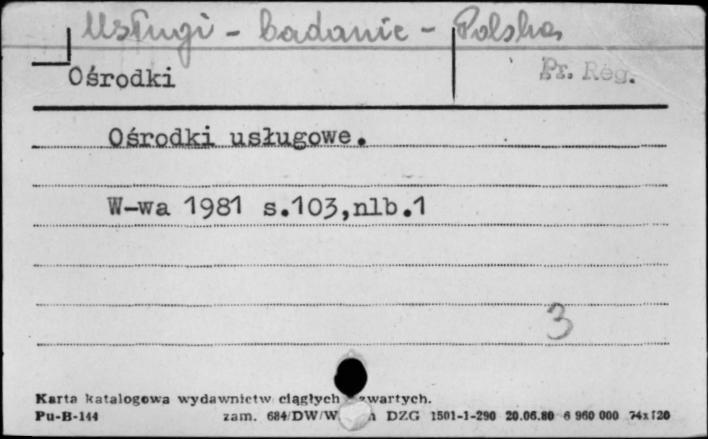 Usługi - badanie - Polska
Ośrodki
Pr. Reg.
Ośrodki usługowe.
W-wa 1981 s.103,nlb.1
3
Karta katalogowa wydawnictw ciągłych zwartych.
Pu-B-144 zam. 684/DW/W DZG 1501-1-290 20.06.80 6 960 000 74x120